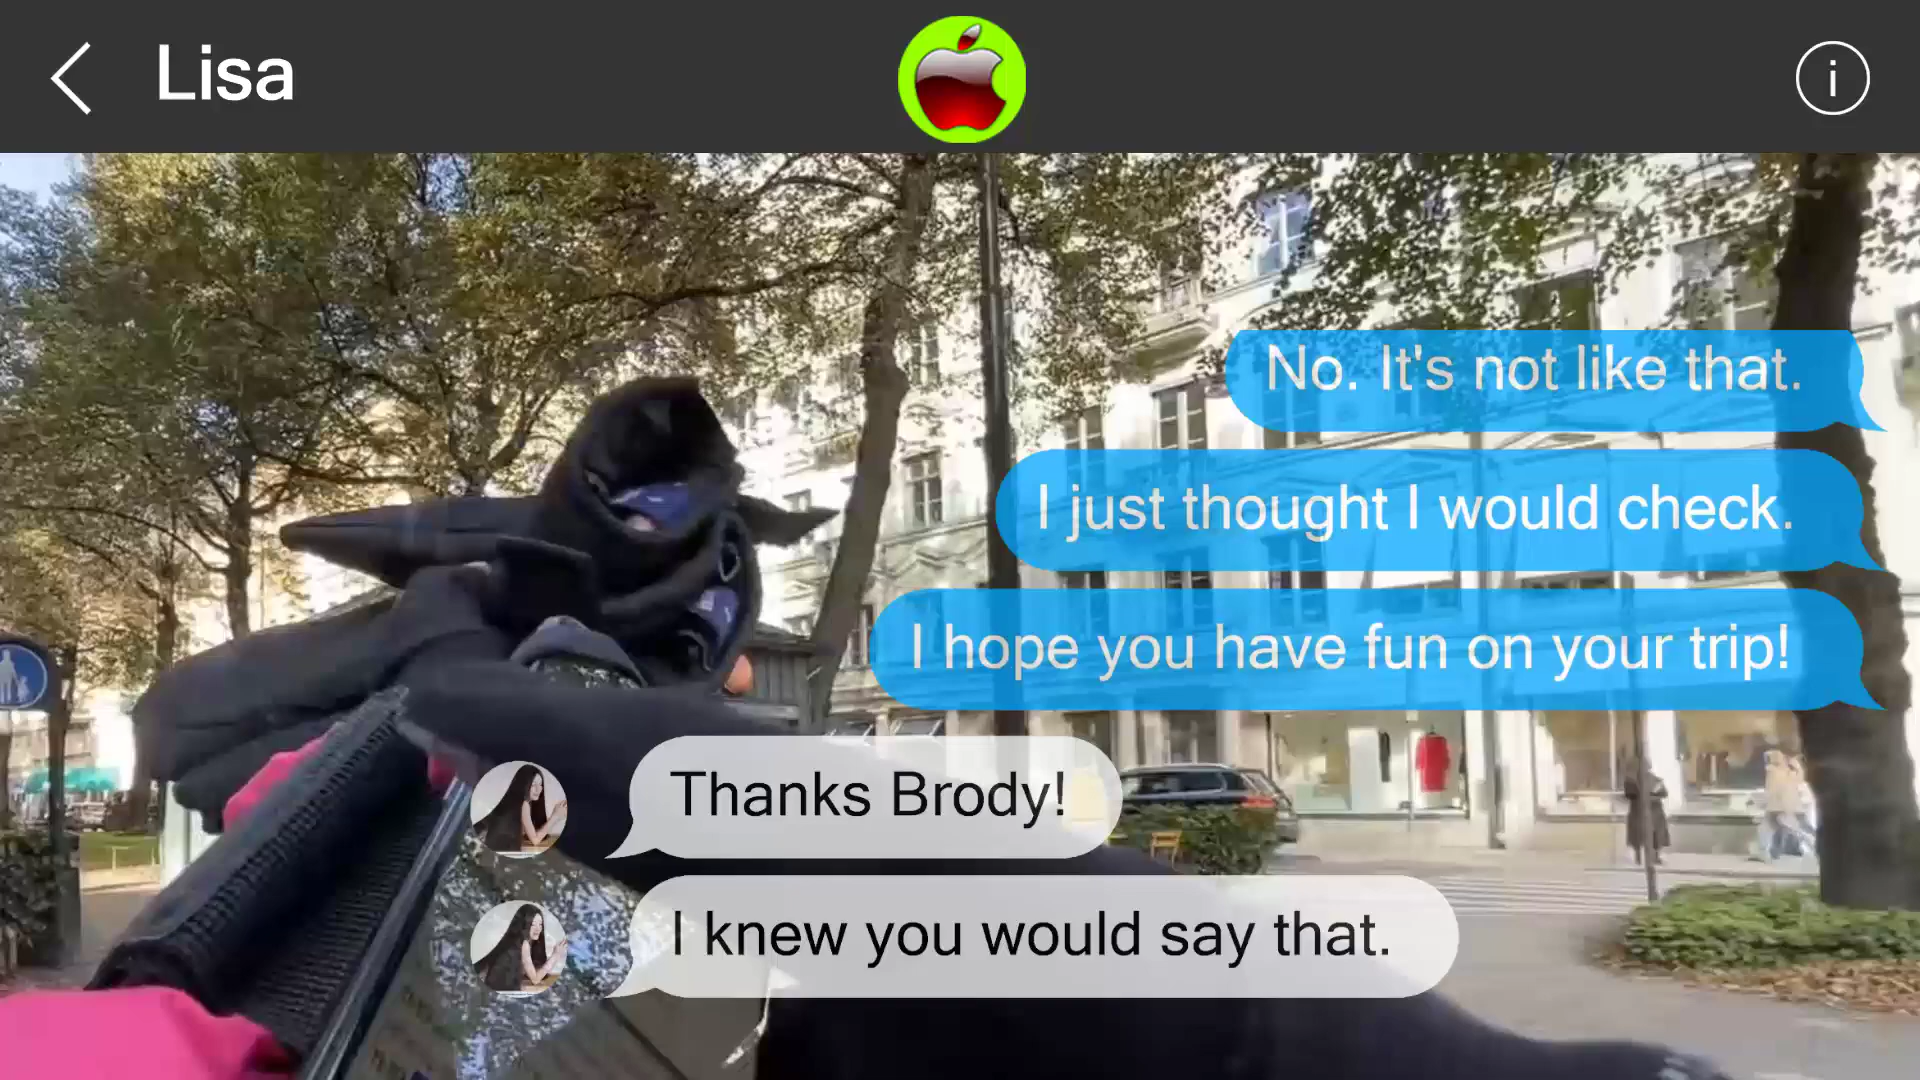 Lisa
i
No. It's not like that.
I just thought I would check.
I hope you have fun on your trip!
Thanks Brody!
I knew you would say that.